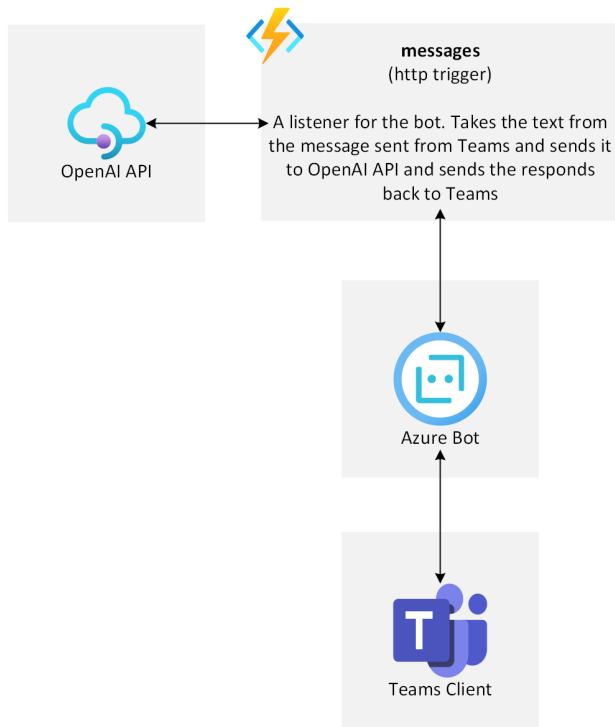 messages
(http trigger)
A listener for the bot. Takes the text from
the message sent from Teams and sends it
to OpenAI API and sends the responds
back to Teams
OpenAI API
Azure Bot
T
Teams Client